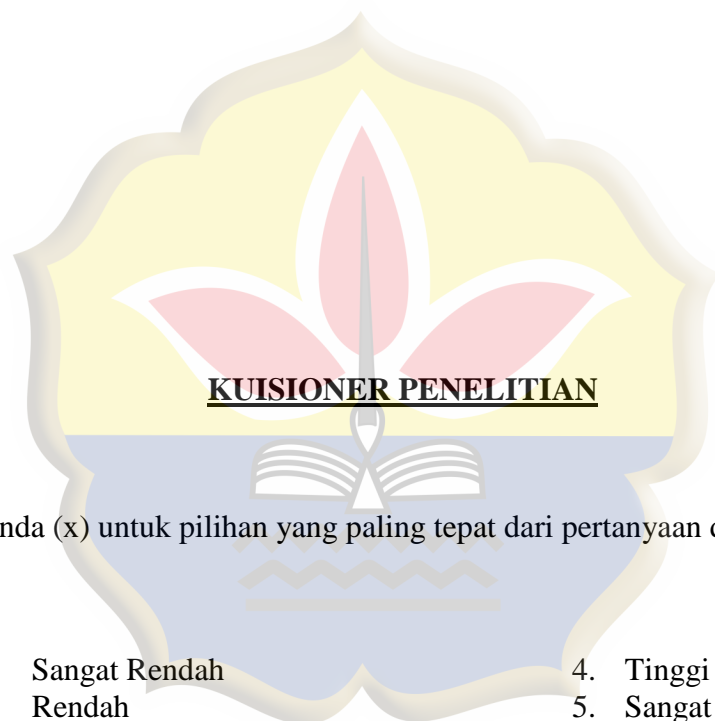 KUISIONER PENELITIAN
nda (x) untuk pilihan yang paling tepat dari pertanyaan
Sangat Rendah 4. Tinggi
Rendah 5. Sangat